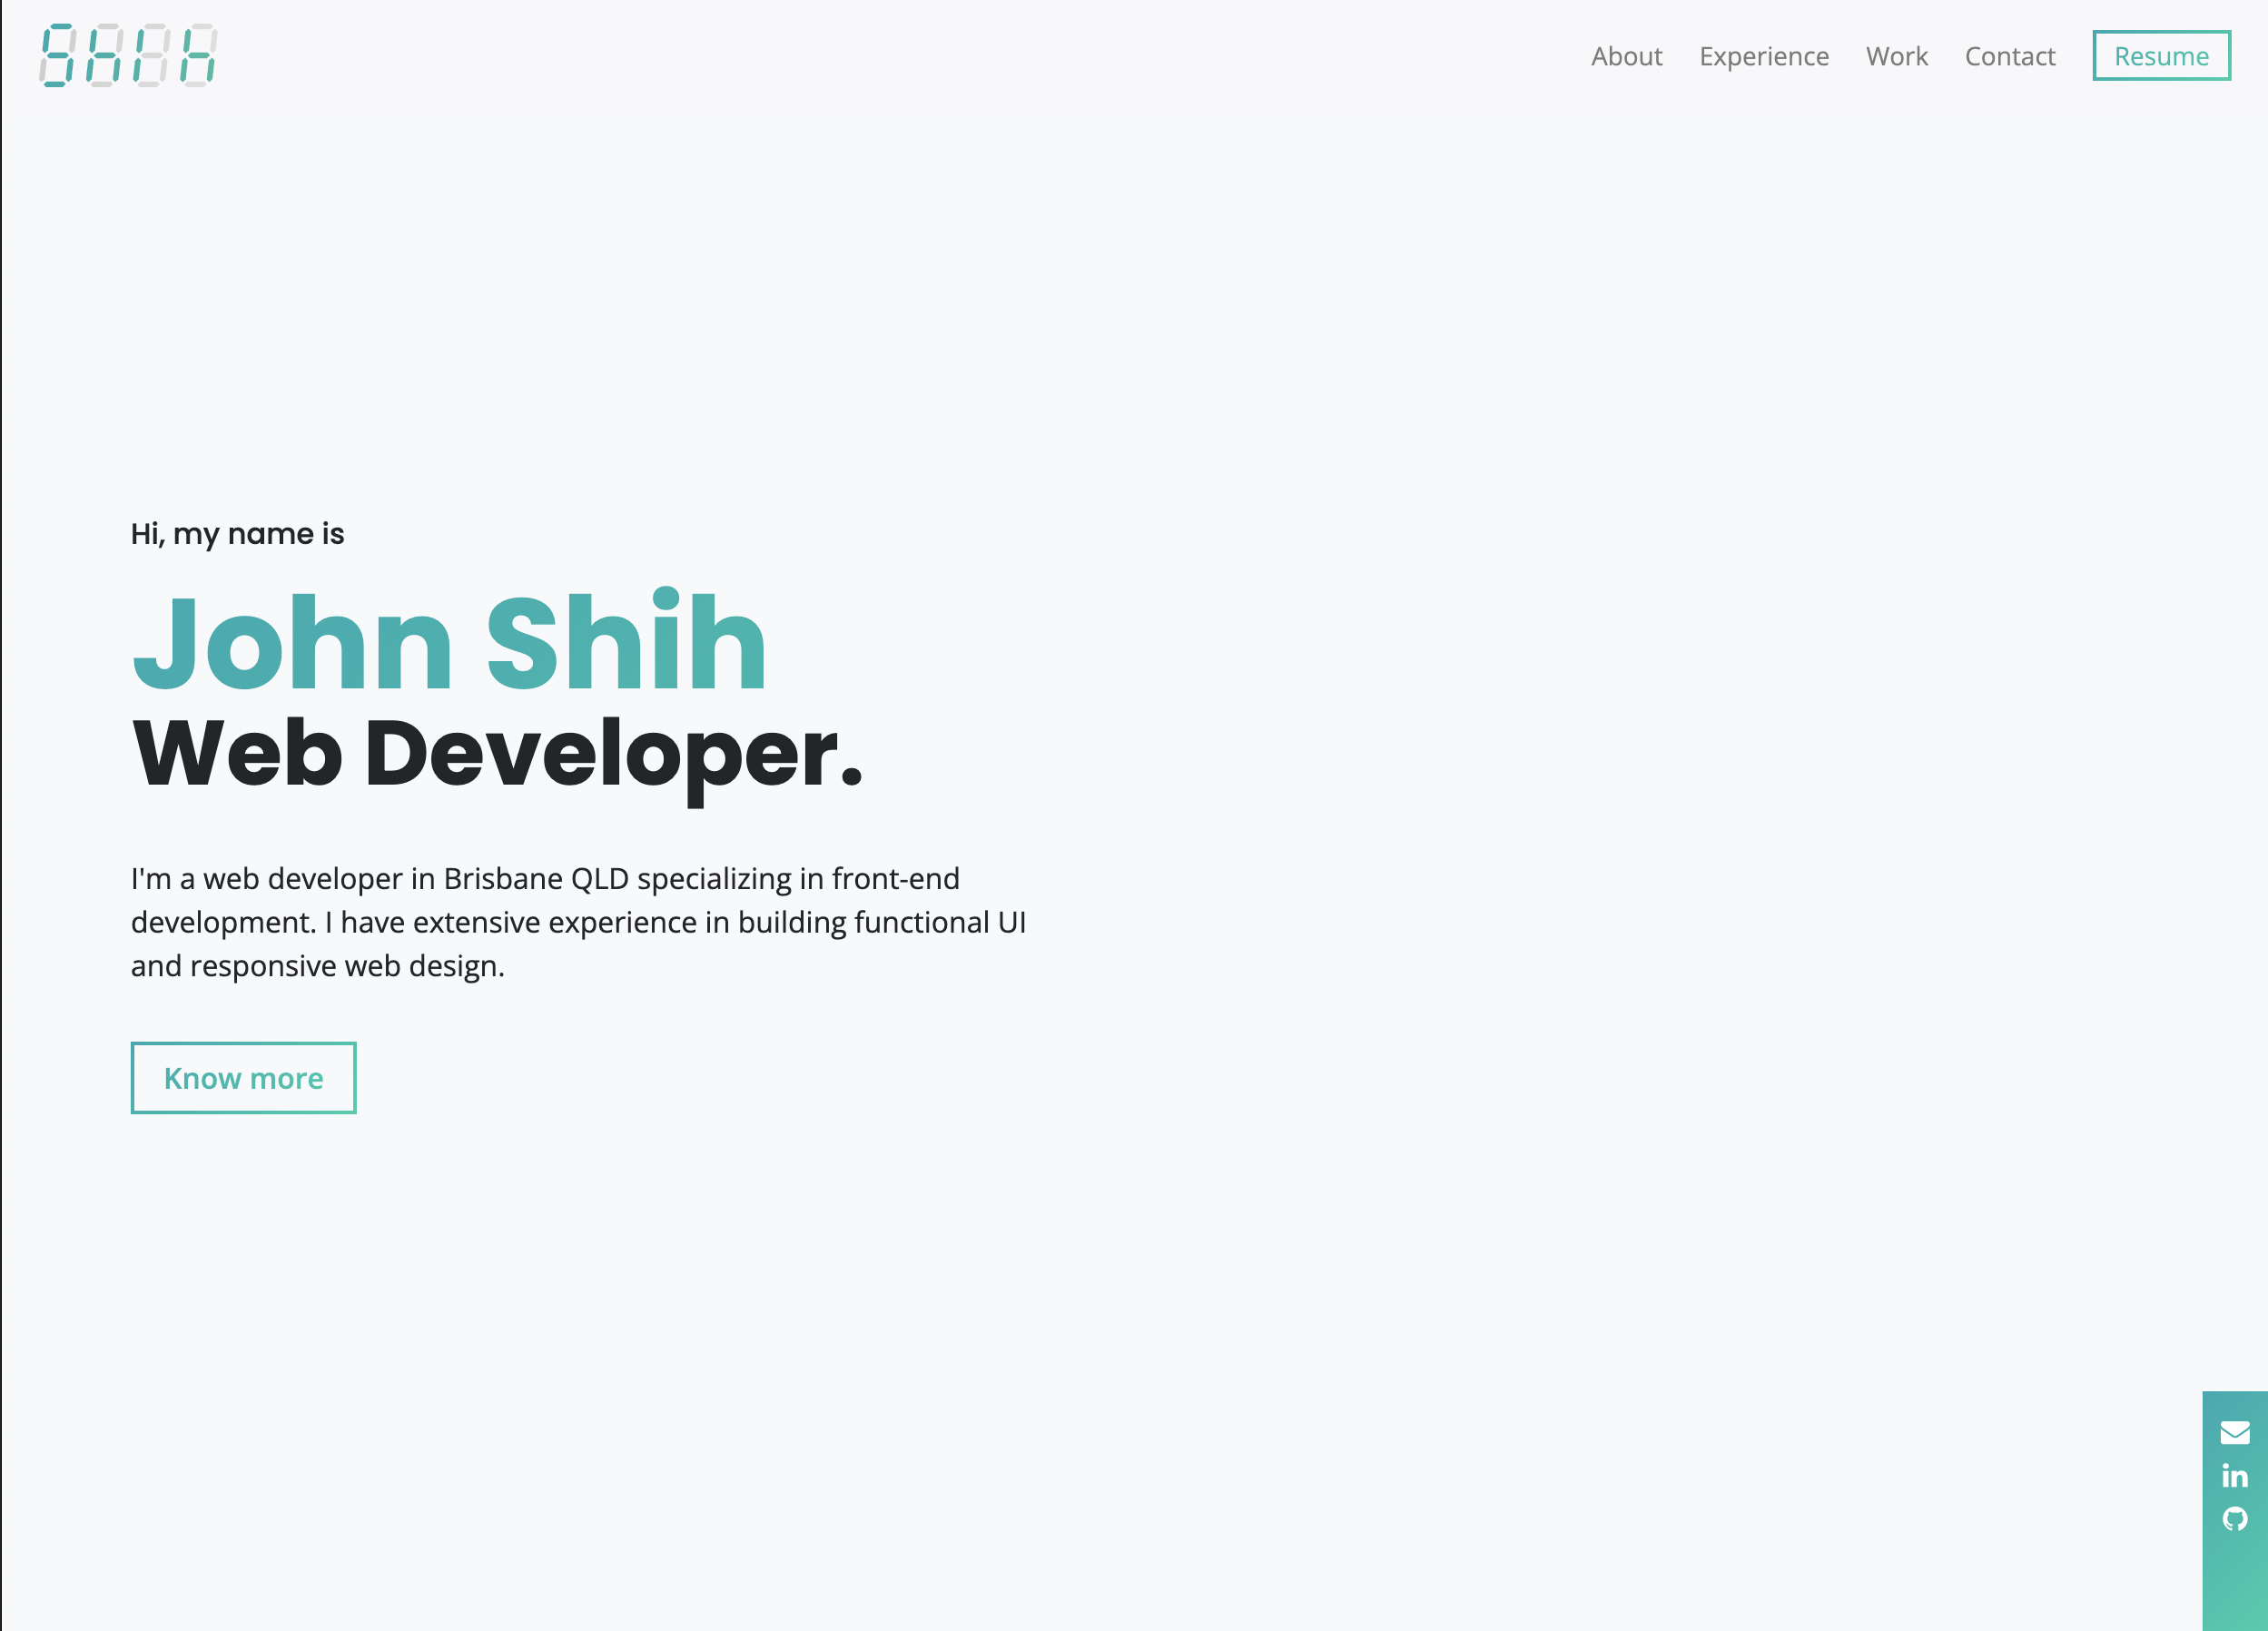 Shih
About Experience Work Contact Resume
Hi, my name is
John Shih
Web Developer.
I'm a web developer in Brisbane QLD specializing in front-end
development. I have extensive experience in building functional UI
and responsive web design.
Know more
in